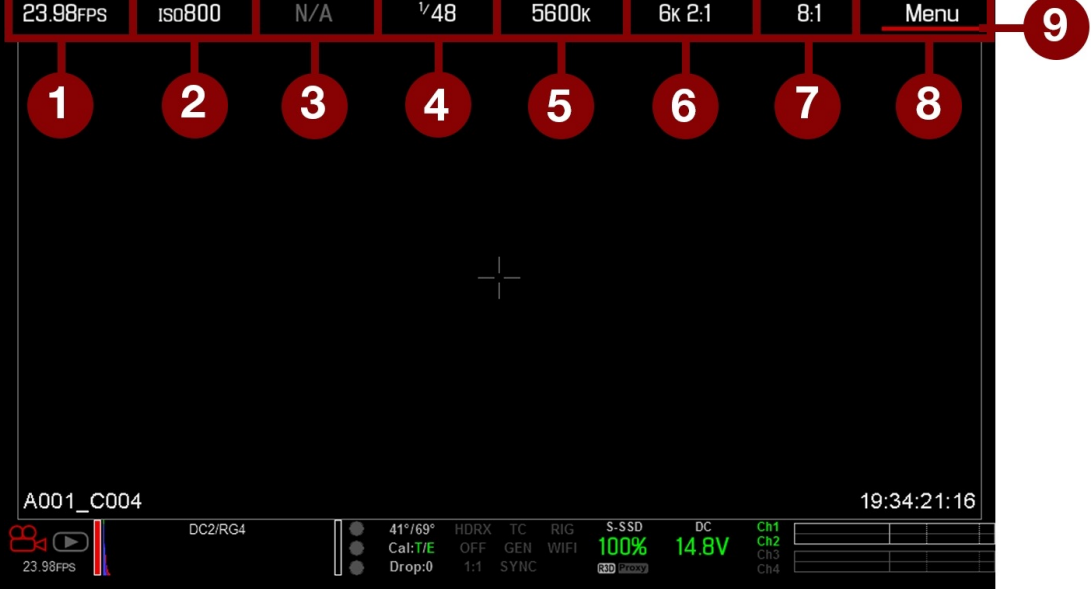 23.98FPS ISO800 N/A 1/48 5600K 6K 2:1 8:1 Menu 9
1 2 3 4 5 6 7 8
A001_C004 19:34:21:16
DC2/RG4 41°/69° HDRX TC RIG S-SSD DC Ch1
Cal:T/E OFF GEN WIFI 100% 14.8V Ch2
23.98FPS Drop:0 1:1 SYNC R3D Proxy Ch3
Ch4